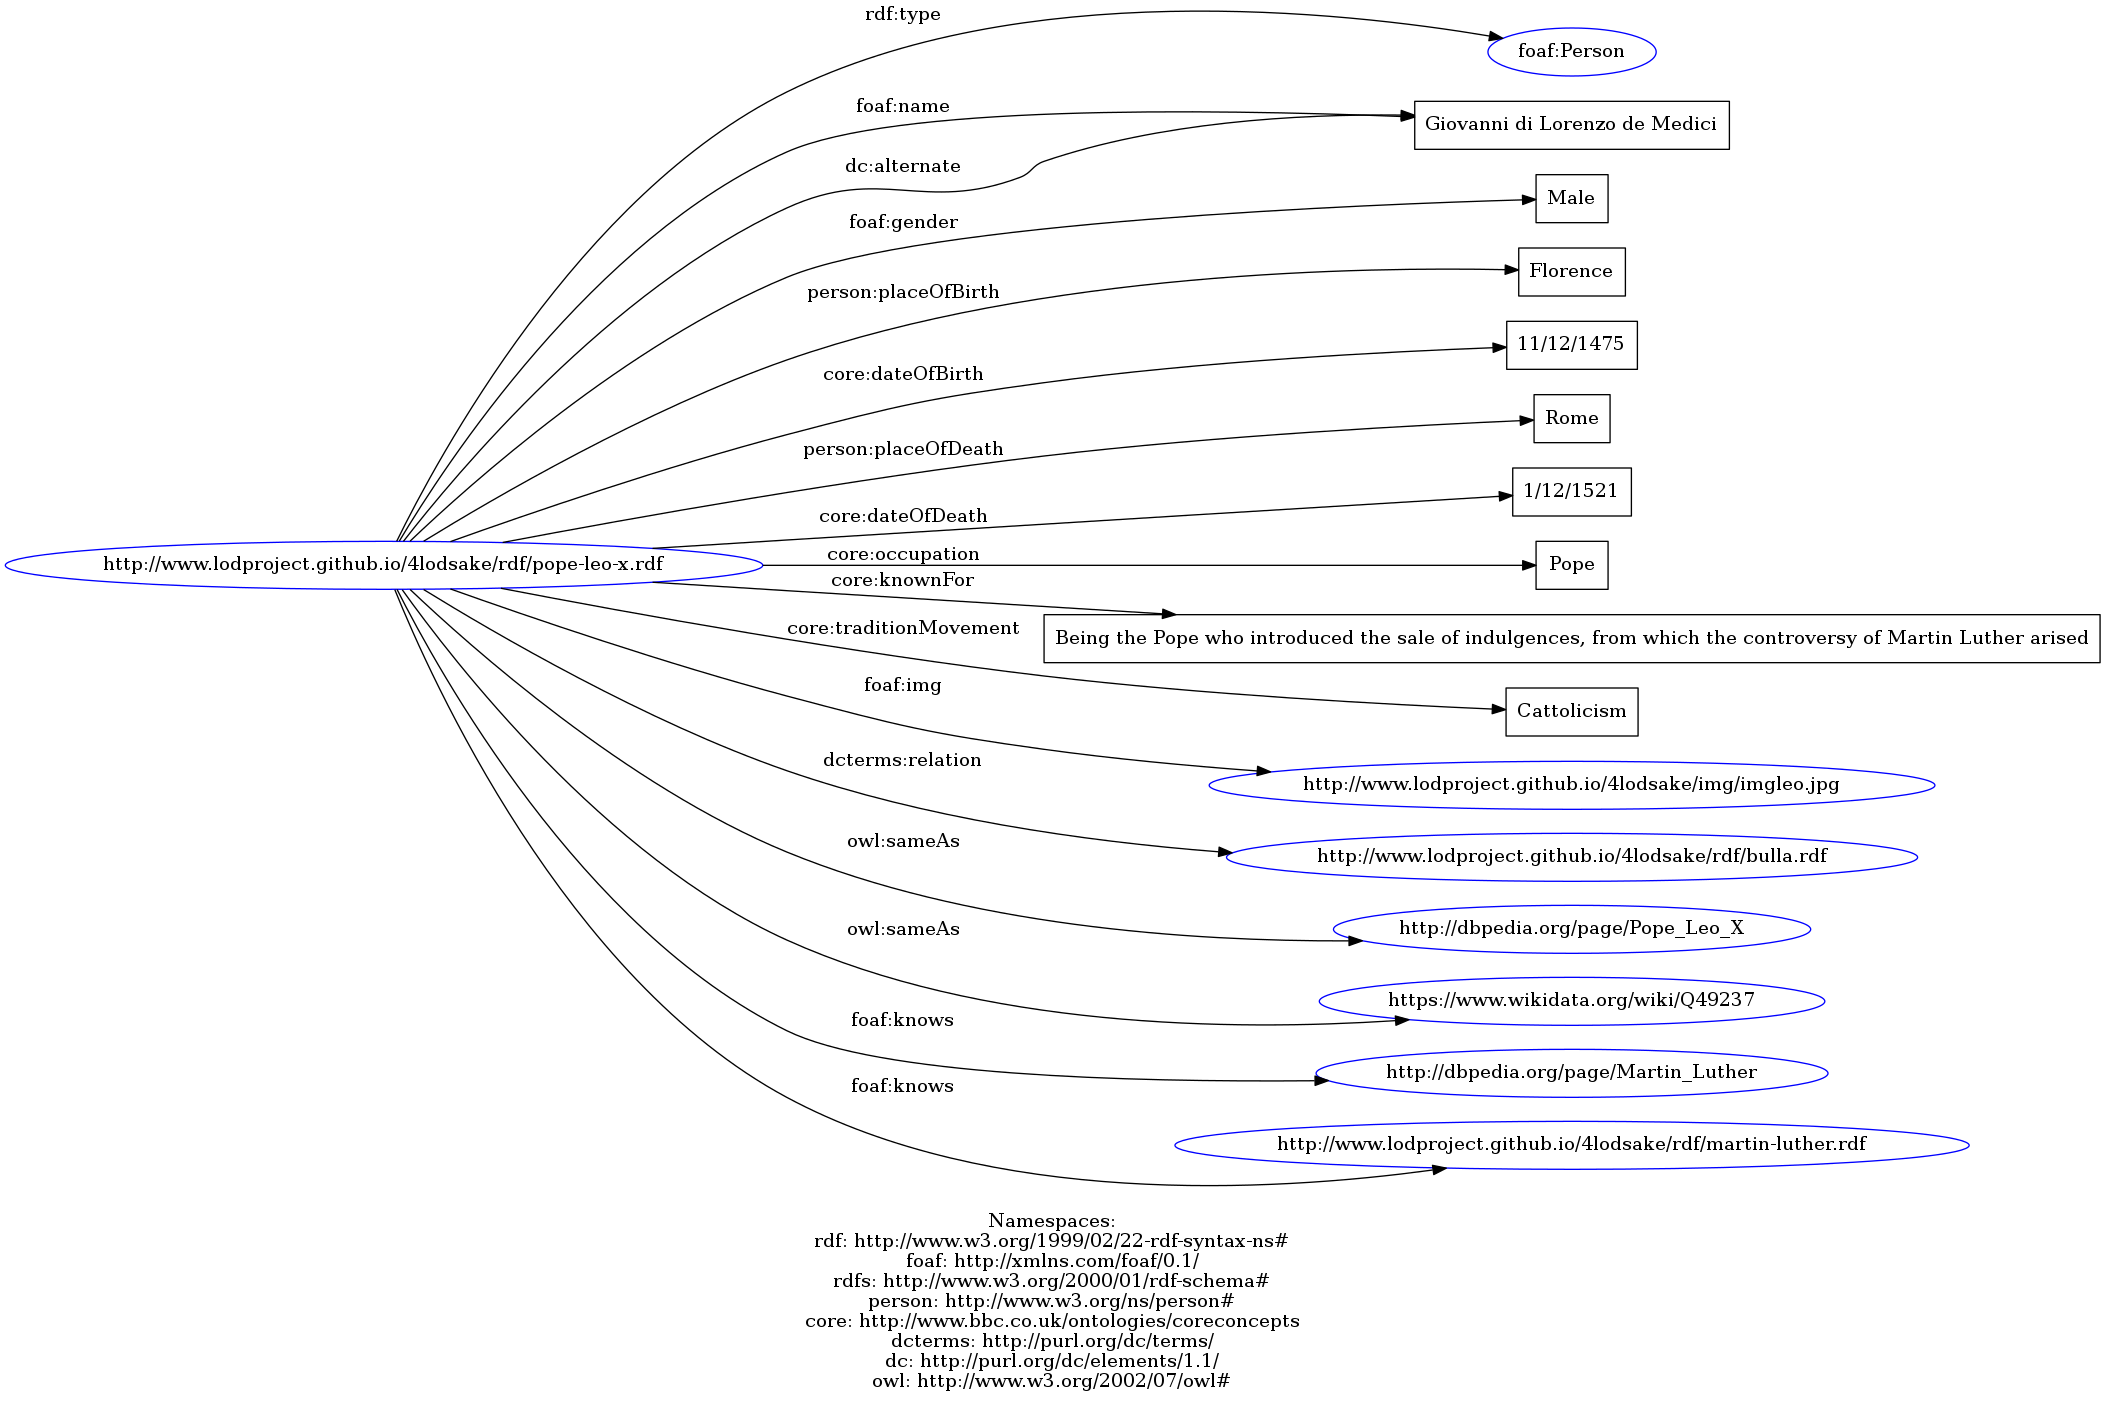 rdf:type
foaf:Person
foaf:name
Giovanni di Lorenzo de Medici
dc:alternate
Male
foaf:gender
Florence
person:placeOfBirth
11/12/1475
core:dateOfBirth
Rome
person:placeOfDeath
1/12/1521
core:dateOfDeath
core:occupation
http://www.lodproject.github.io/4lodsake/rdf/pope-leo-x.rdf
Pope
core:knownFor
core:traditionMovement
Being the Pope who introduced the sale of indulgences, from which the controversy of Martin Luther arised
foaf:img
Cattolicism
dcterms:relation
http://www.lodproject.github.io/4lodsake/img/imgleo.jpg
owl:sameAs
http://www.lodproject.github.io/4lodsake/rdf/bulla.rdf
owl:sameAs
http://dbpedia.org/page/Pope_Leo_X
https://www.wikidata.org/wiki/Q49237
foaf:knows
http://dbpedia.org/page/Martin_Luther
foaf:knows
http://www.lodproject.github.io/4lodsake/rdf/martin-luther.rdf
Namespaces:
rdf: http://www.w3.org/1999/02/22-rdf-syntax-ns#
foaf: http://xmlns.com/foaf/0.1/
rdfs: http://www.w3.org/2000/01/rdf-schema#
person: http://www.w3.org/ns/person#
core: http://www.bbc.co.uk/ontologies/coreconcepts
dcterms: http://purl.org/dc/terms/
dc: http://purl.org/dc/elements/1.1/
owl: http://www.w3.org/2002/07/owl#